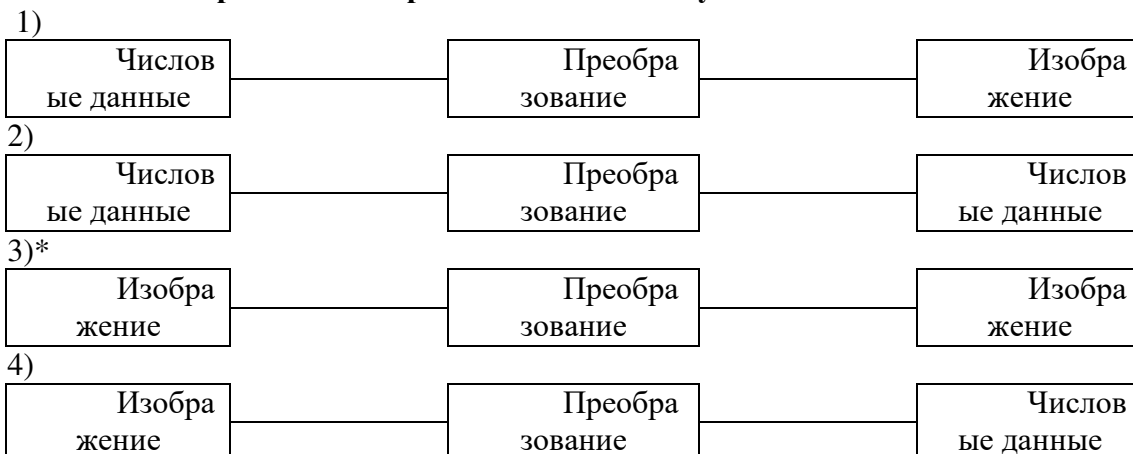 1)
Числов Преобра Изобра
ые данные зование жение
2)
Числов Преобра Числов
ые данные зование ые данные
3)*
Изобра Преобра Изобра
жение зование жение
4)
Изобра Преобра Числов
жение зование ые данные